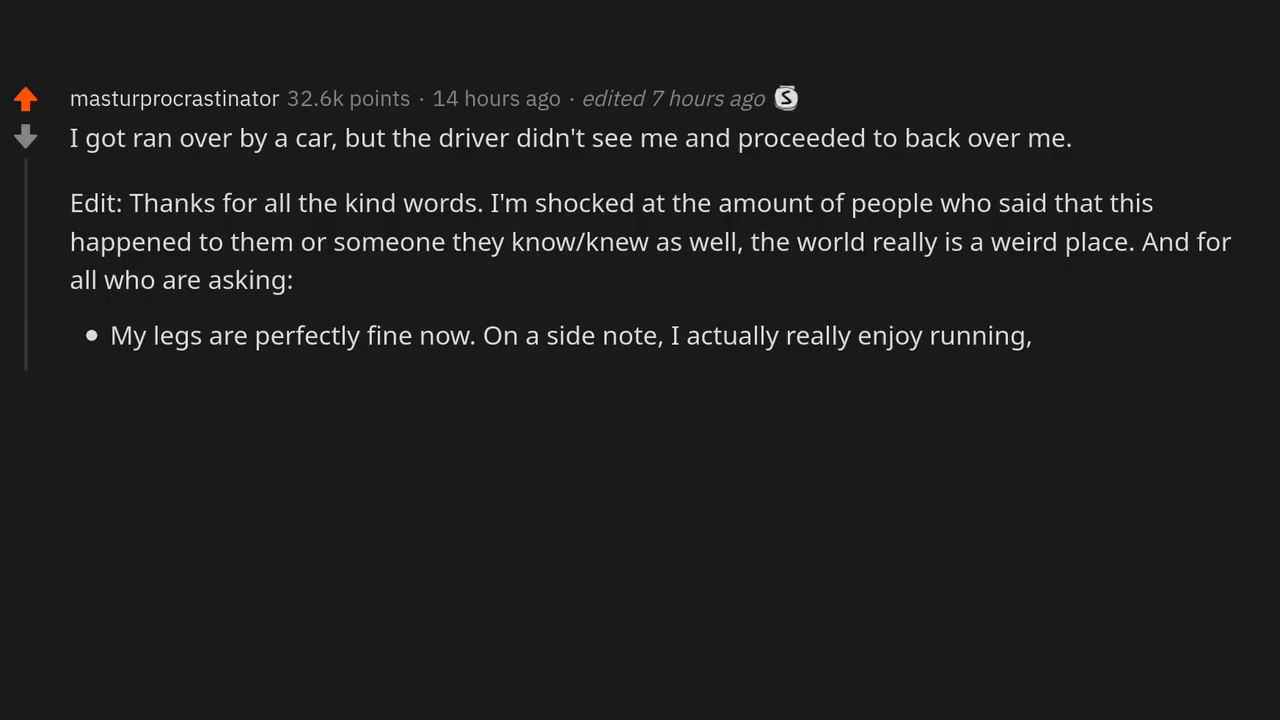 masturprocrastinator 32.6k points · 14 hours ago · edited 7 hours ago S
I got ran over by a car, but the driver didn't see me and proceeded to back over me.
Edit: Thanks for all the kind words. I'm shocked at the amount of people who said that this
happened to them or someone they know/knew as well, the world really is a weird place. And for
all who are asking:
• My legs are perfectly fine now. On a side note, I actually really enjoy running,